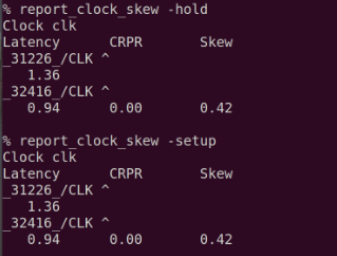 % report_clock_skew -hold
Clock clk
Latency      CRPR       Skew
_31226_/CLK ^
   1.36
_32416_/CLK ^
   0.94      0.00       0.42

% report_clock_skew -setup
Clock clk
Latency      CRPR       Skew
_31226_/CLK ^
   1.36
_32416_/CLK ^
   0.94      0.00       0.42